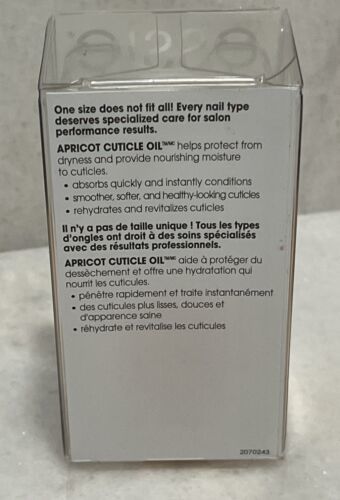 One size does not fit all! Every nail type
deserves specialized care for salon
performance results.
APRICOT CUTICLE OIL™/MC helps protect from
dryness and provide nourishing moisture
to cuticles.
• absorbs quickly and instantly conditions
• smoother, softer, and healthy-looking cuticles
• rehydrates and revitalizes cuticles
Il n'y a pas de taille unique ! Tous les types
d'ongles ont droit à des soins spécialisés
avec des résultats professionnels.
APRICOT CUTICLE OIL™/MC aide à protéger du
dessèchement et offre une hydratation qui
nourrit les cuticules.
• pénètre rapidement et traite instantanément
• des cuticules plus lisses, douces et
d'apparence saine
• réhydrate et revitalise les cuticules
2070243